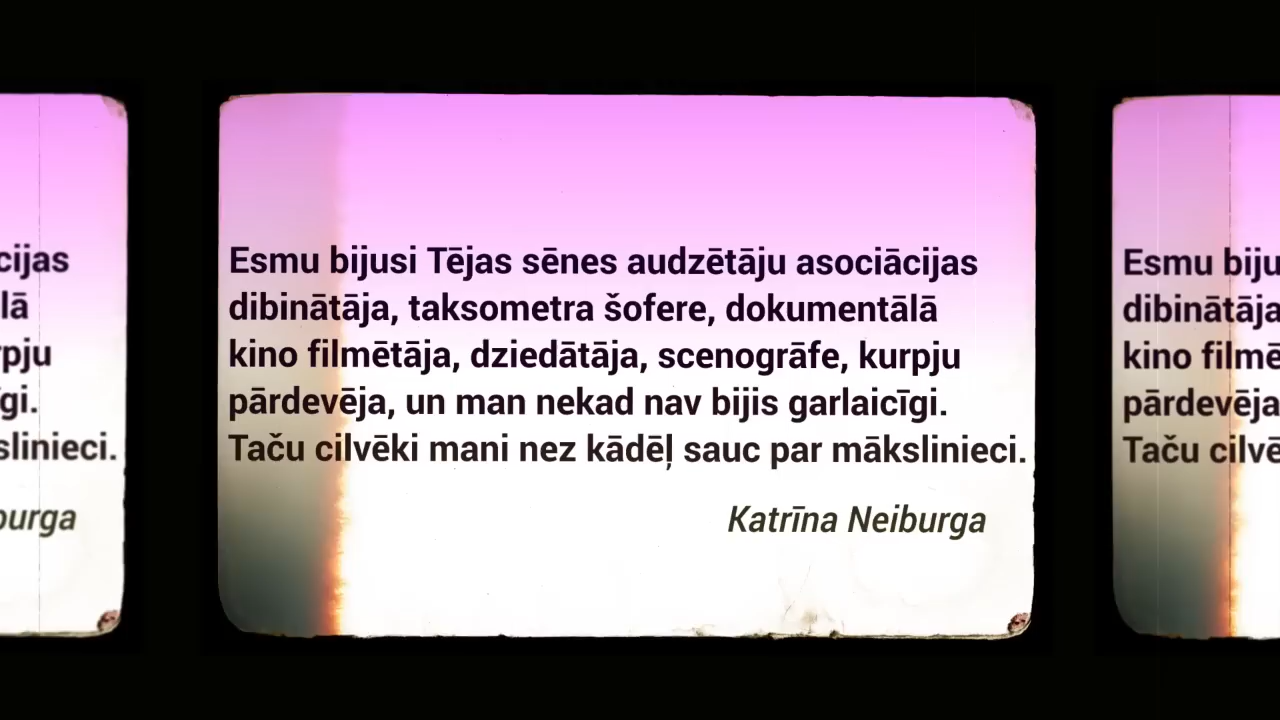 Esmu bijusi Tējas sēnes audzētāju asociācijas
dibinātāja, taksometra šofere, dokumentālā
kino filmētāja, dziedātāja, scenogrāfe, kurpju
pārdevēja, un man nekad nav bijis garlaicīgi.
Taču cilvēki mani nez kādēļ sauc par mākslinieci.
Katrīna Neiburga